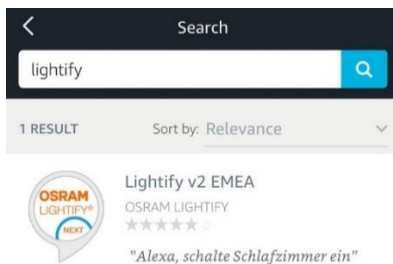 Search
lightify
1 RESULT Sort by: Relevance
Lightify v2 EMEA
OSRAM LIGHTIFY
OSRAM
LIGHTIFY®
NEXT
"Alexa, schalte Schlafzimmer ein"